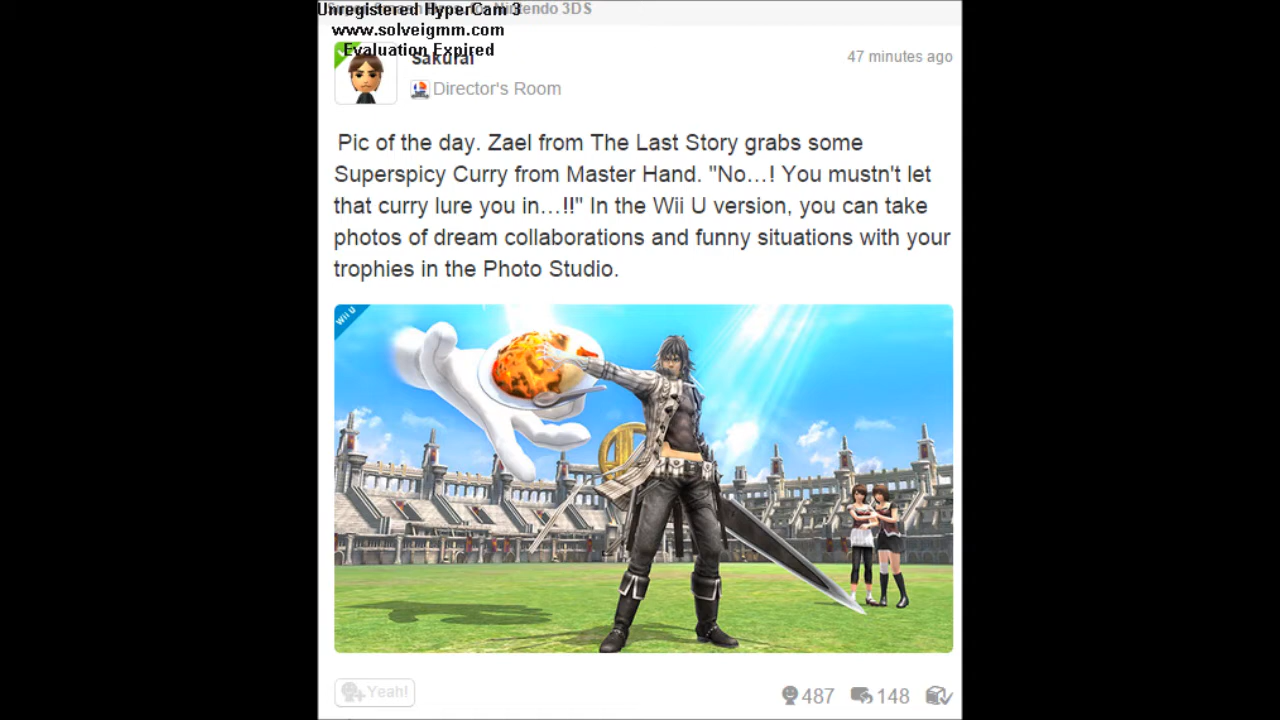 Unregistered HyperCam 3
Nintendo 3DS
www.solveigmm.com
Evaluation Expired
Sakurai
47 minutes ago
Director's Room
Pic of the day. Zael from The Last Story grabs some
Superspicy Curry from Master Hand. "No…! You mustn't let
that curry lure you in…!!" In the Wii U version, you can take
photos of dream collaborations and funny situations with your
trophies in the Photo Studio.
Wii U
Yeah!
487
148